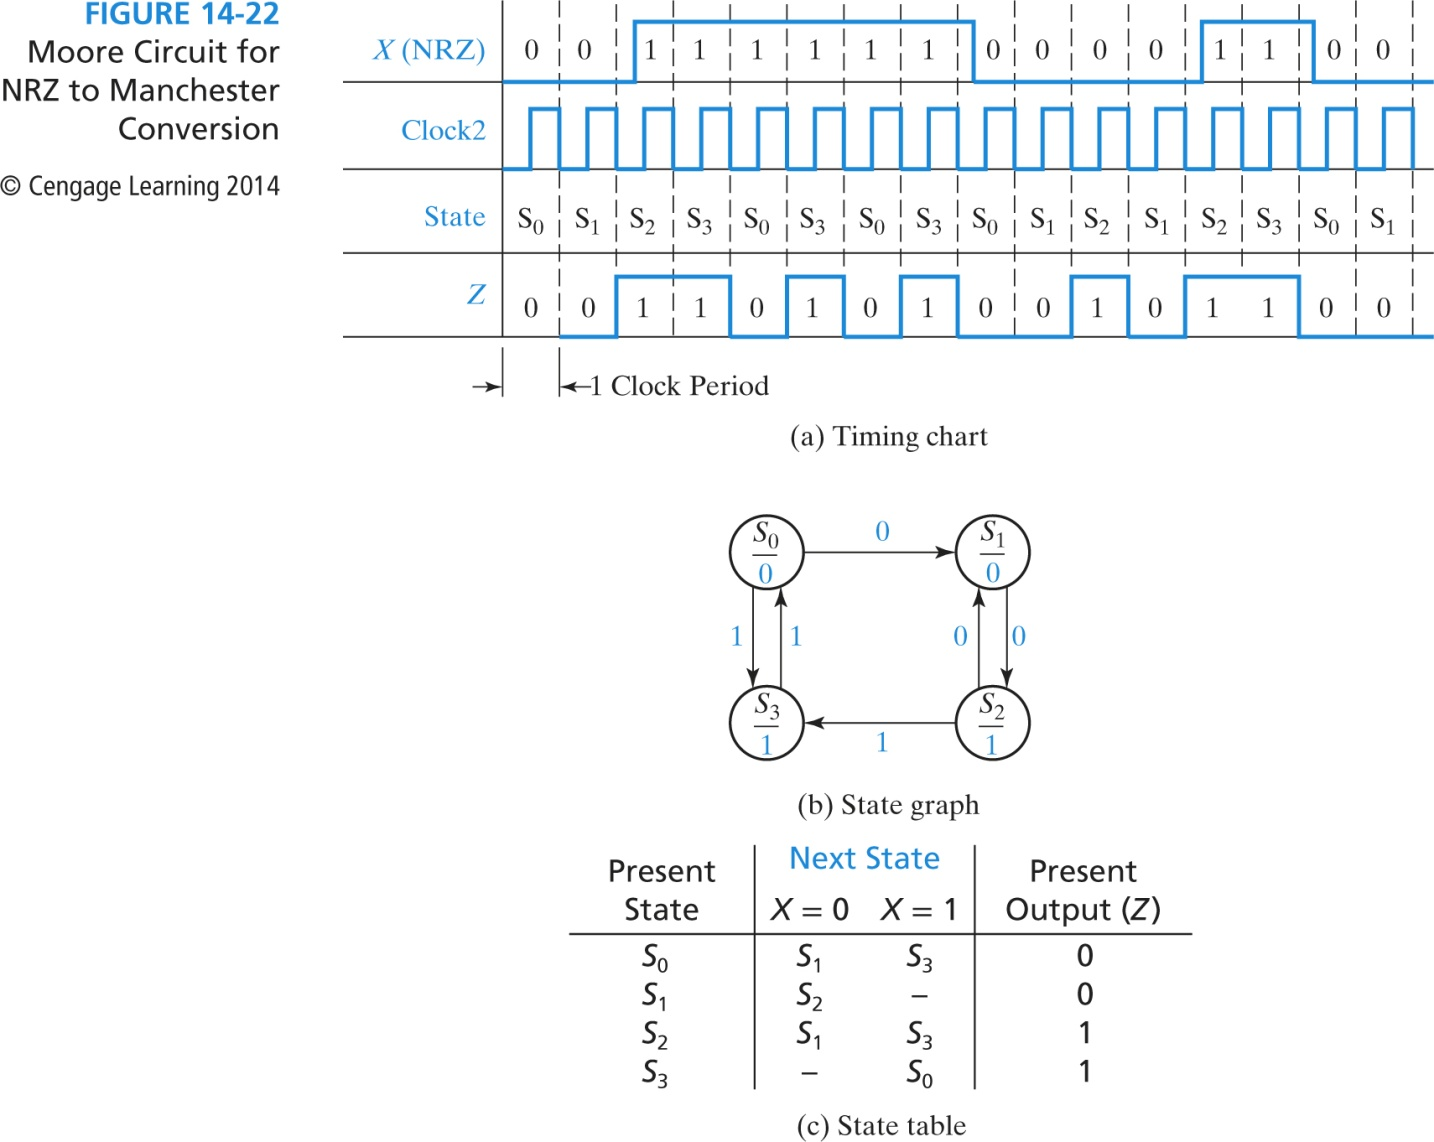 FIGURE 14-22
Moore Circuit for
NRZ to Manchester
Conversion
© Cengage Learning 2014
X (NRZ) 0 0 1 1 1 1 1 1 0 0 0 0 1 1 0 0
Clock2
State S0 S1 S2 S3 S0 S3 S0 S3 S0 S1 S2 S1 S2 S3 S0 S1
Z 0 0 1 1 0 1 0 1 0 0 1 0 1 1 0 0
1 Clock Period
(a) Timing chart
S0 0 S1
0 0
1 1 0 0
S3 S2
1 1 1
(b) State graph
Next State
Present Present
State X = 0 X = 1 Output (Z)
S0 S1 S3 0
S1 S2 – 0
S2 S1 S3 1
S3 – S0 1
(c) State table